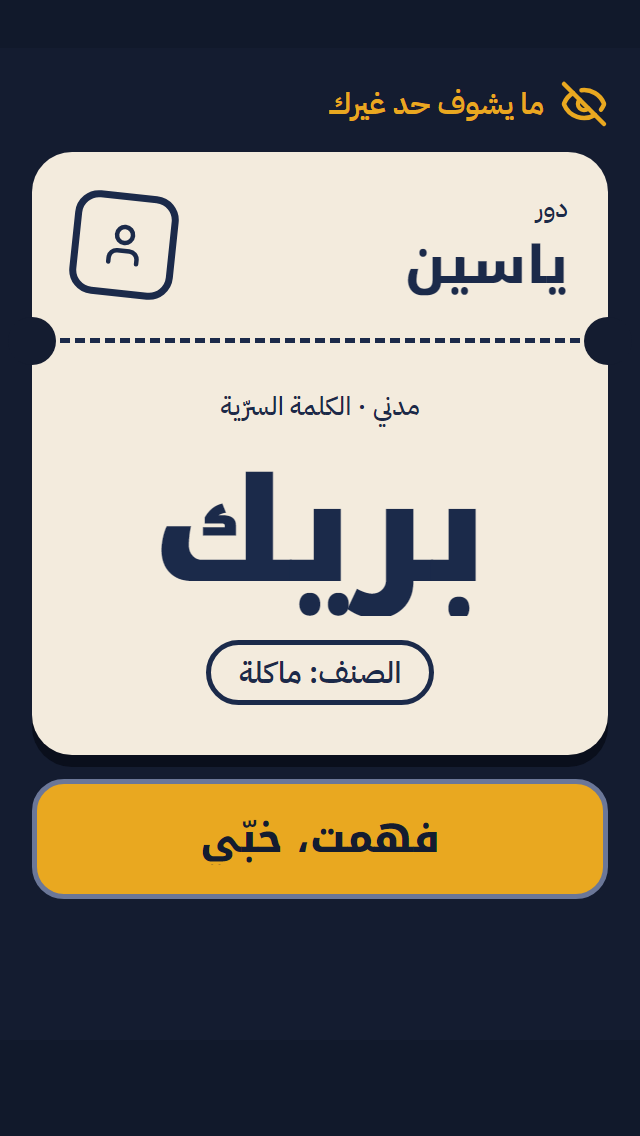 ما يشوف حد غيرك
دور
ياسين
مدني · الكلمة السرّية
بريك
الصنف: ماكلة
فهمت، خبّي